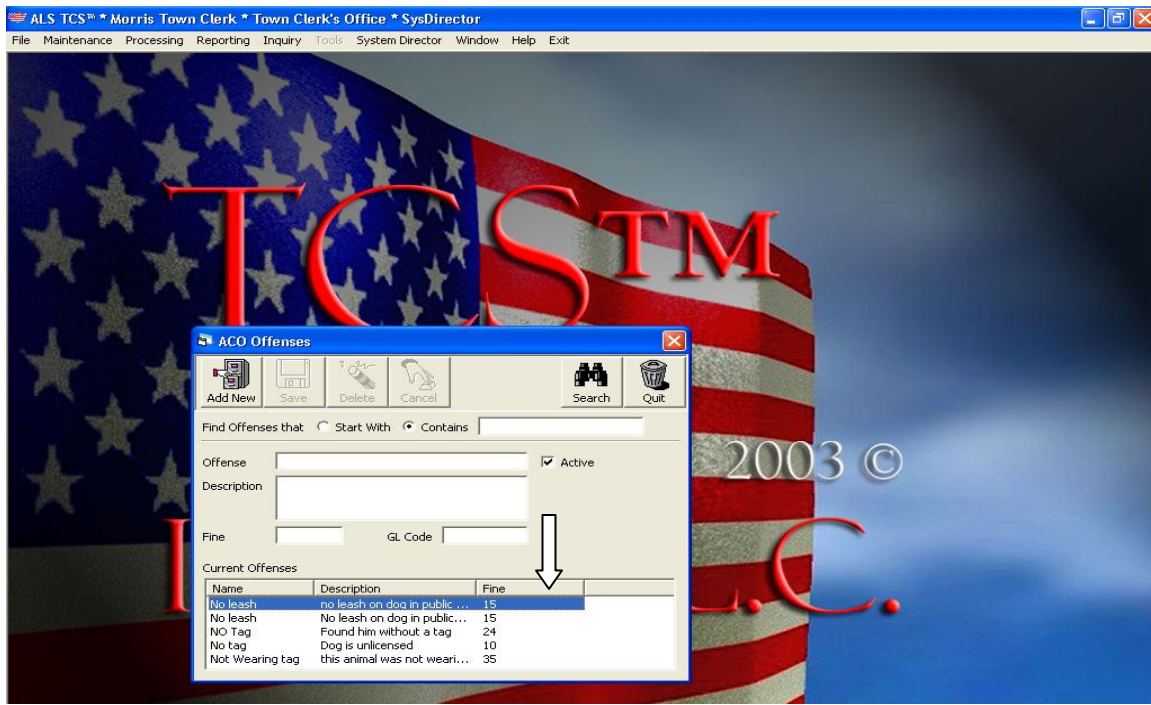 ALS TCS™ * Morris Town Clerk * Town Clerk's Office * SysDirector
File Maintenance Processing Reporting Inquiry Tools System Director Window Help Exit
TCS™
ACO Offenses
Add New Save Delete Cancel Search Quit
Find Offenses that Start With Contains
2003 ©
Offense Active
Description
Fine GL Code
L.C.
Current Offenses
Name Description Fine
No leash no leash on dog in public ... 15
No leash No leash on dog in public... 15
NO Tag Found him without a tag 24
No tag Dog is unlicensed 10
Not Wearing tag this animal was not weari... 35